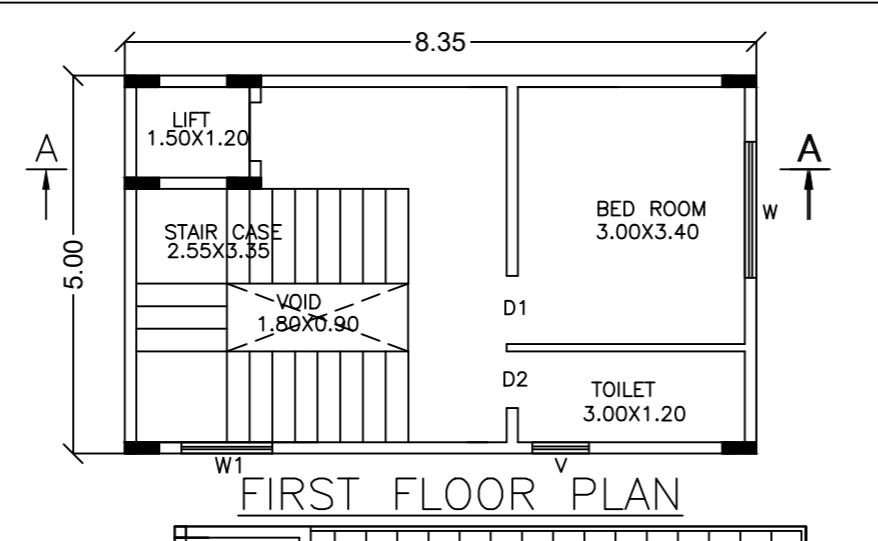 8.35
LIFT
1.50X1.20
A
A
BED ROOM
3.00X3.40
W
STAIR CASE
2.55X3.35
5.00
VOID
1.80X0.90
D1
D2
TOILET
3.00X1.20
W1
V
FIRST FLOOR PLAN